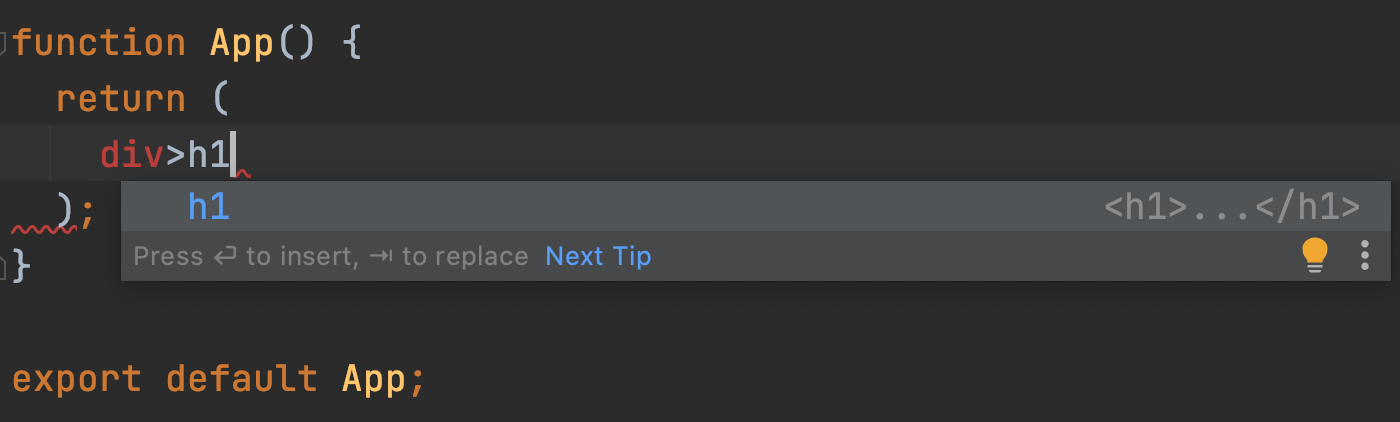 function App() {
return (
div>h1
h1 <h1>...</h1>
);
Press ↵ to insert, ⇥ to replace Next Tip
}
export default App;